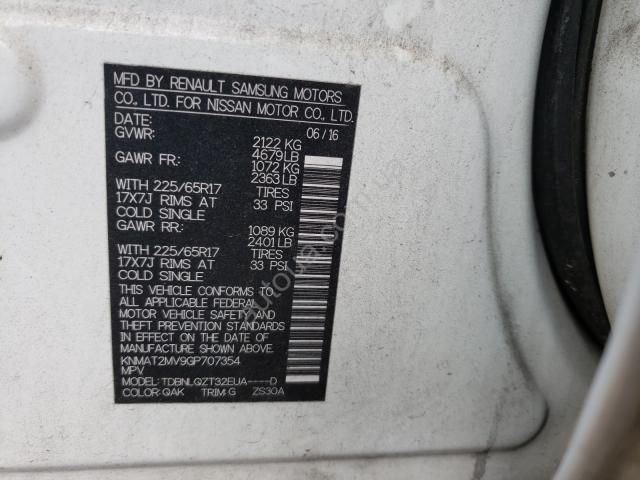 MFD BY RENAULT SAMSUNG MOTORS
CO., LTD. FOR NISSAN MOTOR CO., LTD.
DATE: 06/16
GVWR: 2122 KG
4679 LB
GAWR FR: 1072 KG
2363 LB
WITH 225/65R17 TIRES
17X7J RIMS AT 33 PSI
COLD SINGLE
GAWR RR: 1089 KG
2401 LB
WITH 225/65R17 TIRES
17X7J RIMS AT 33 PSI
COLD SINGLE
THIS VEHICLE CONFORMS TO
ALL APPLICABLE FEDERAL
MOTOR VEHICLE SAFETY AND
THEFT PREVENTION STANDARDS
IN EFFECT ON THE DATE OF
MANUFACTURE SHOWN ABOVE.
KNMAT2MV9GP707354
MPV
MODEL: TDBNLQZT32EUA----D
COLOR: QAK TRIM: G ZS30A